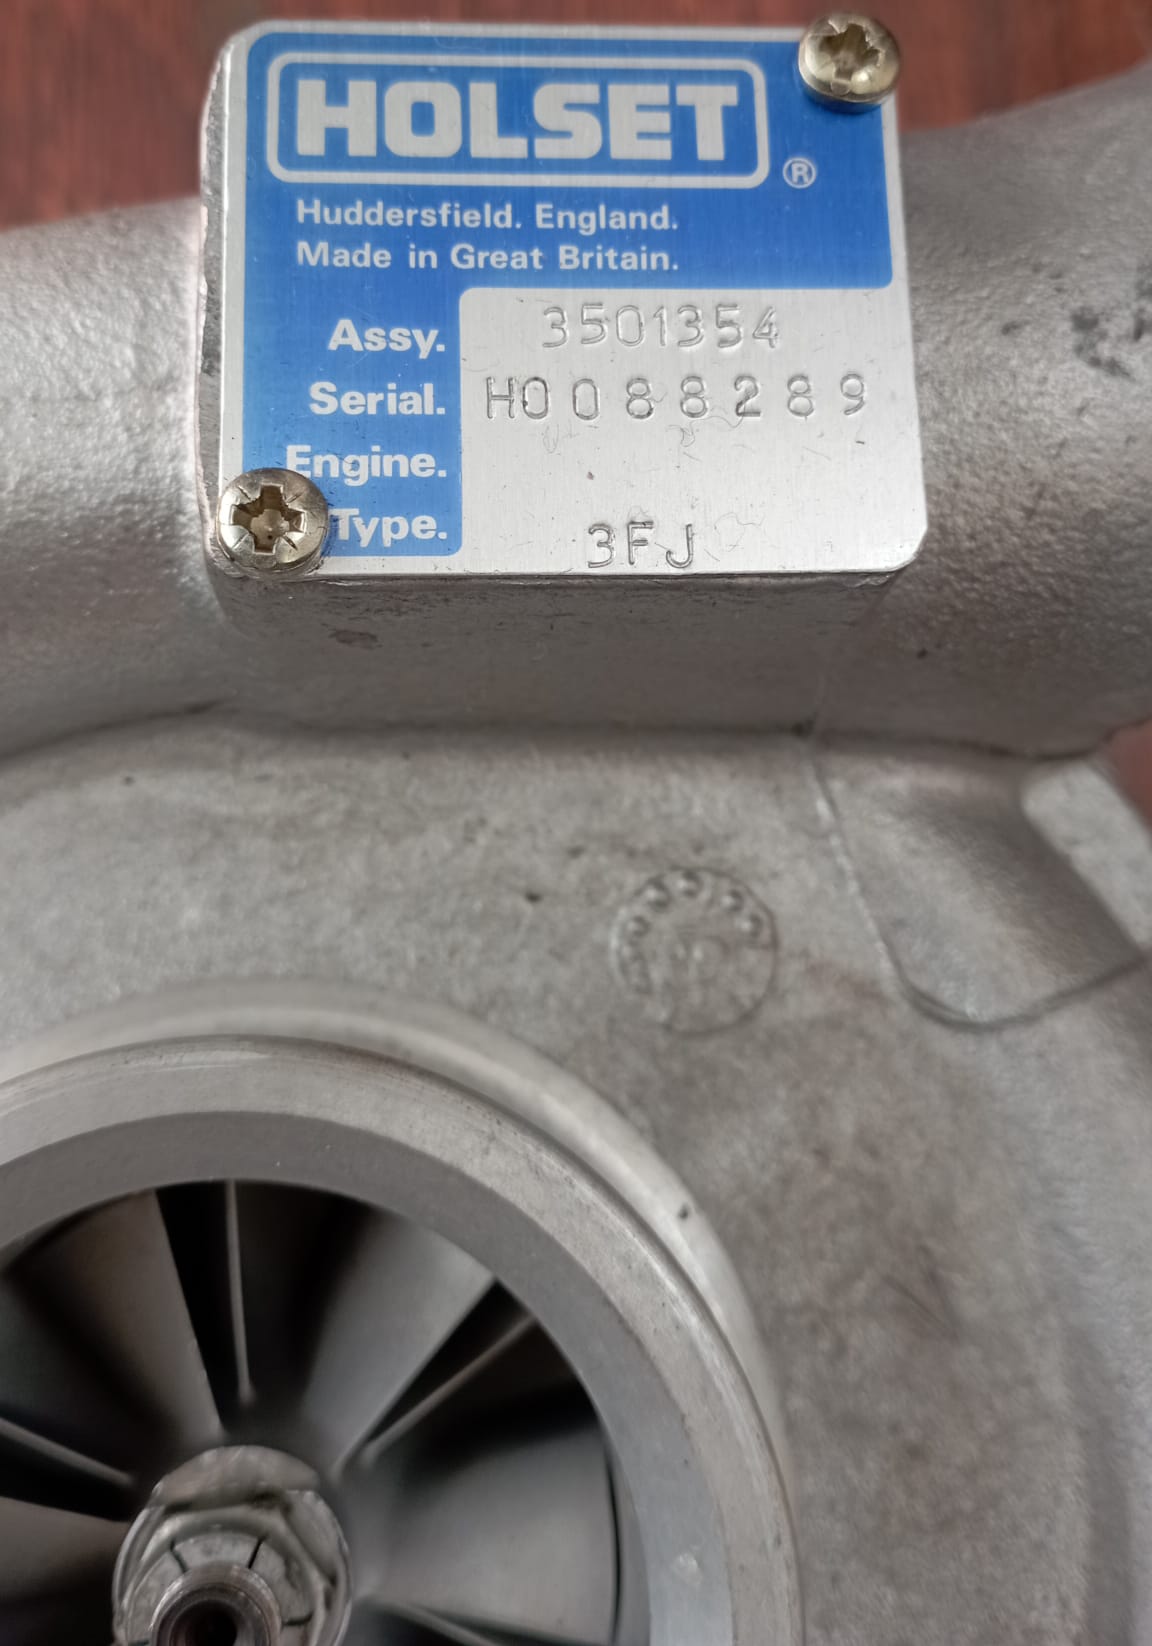 HOLSET
®
Huddersfield. England.
Made in Great Britain.
Assy. 3501354
Serial. H0088289
Engine.
Type. 3FJ